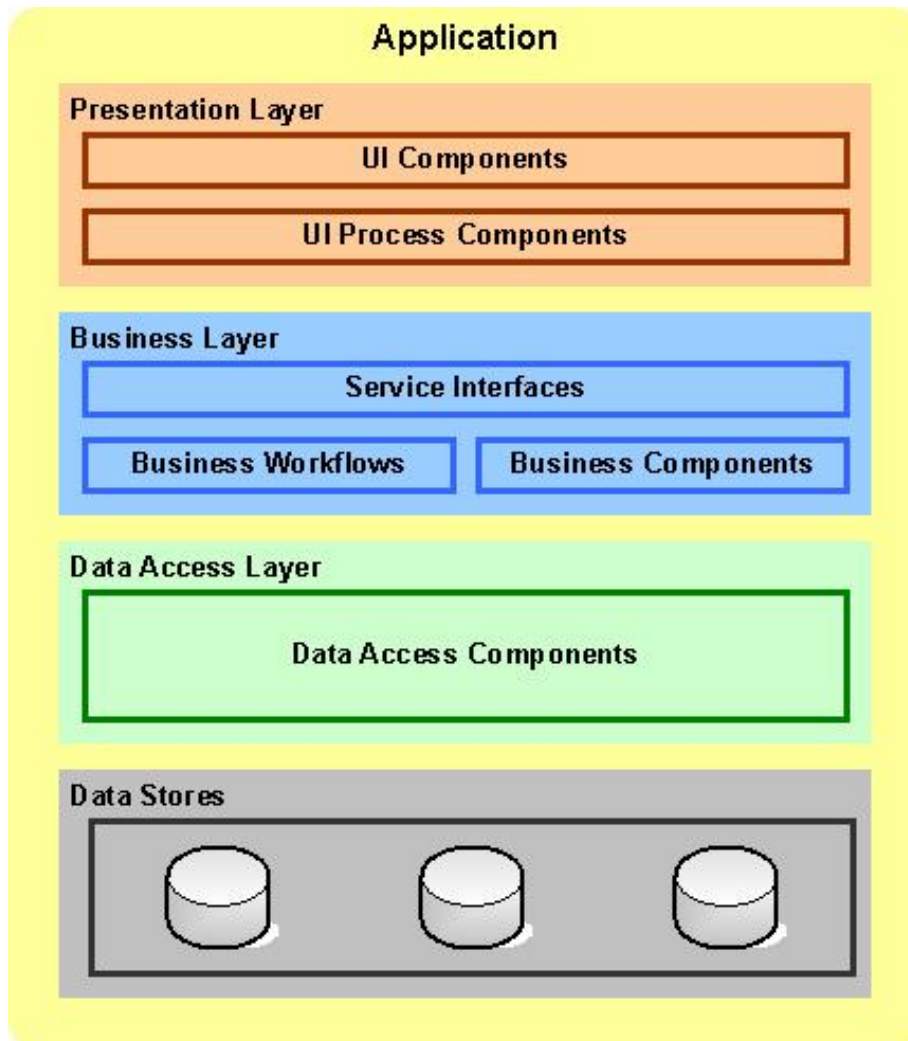 Application
Presentation Layer
UI Components
UI Process Components
Business Layer
Service Interfaces
Business Workflows
Business Components
Data Access Layer
Data Access Components
Data Stores